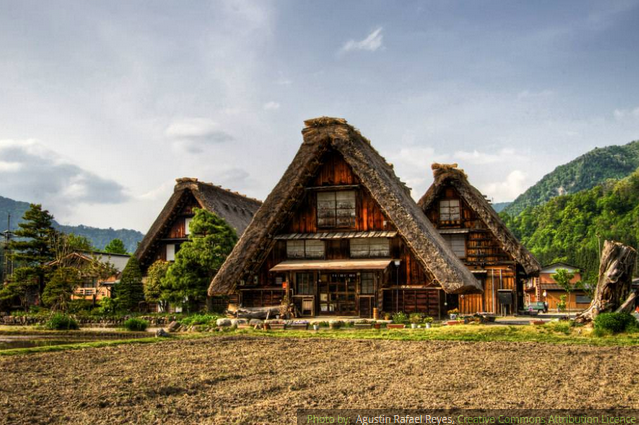 Photo by: Agustin Rafael Reyes, Creative Commons Attribution Licence